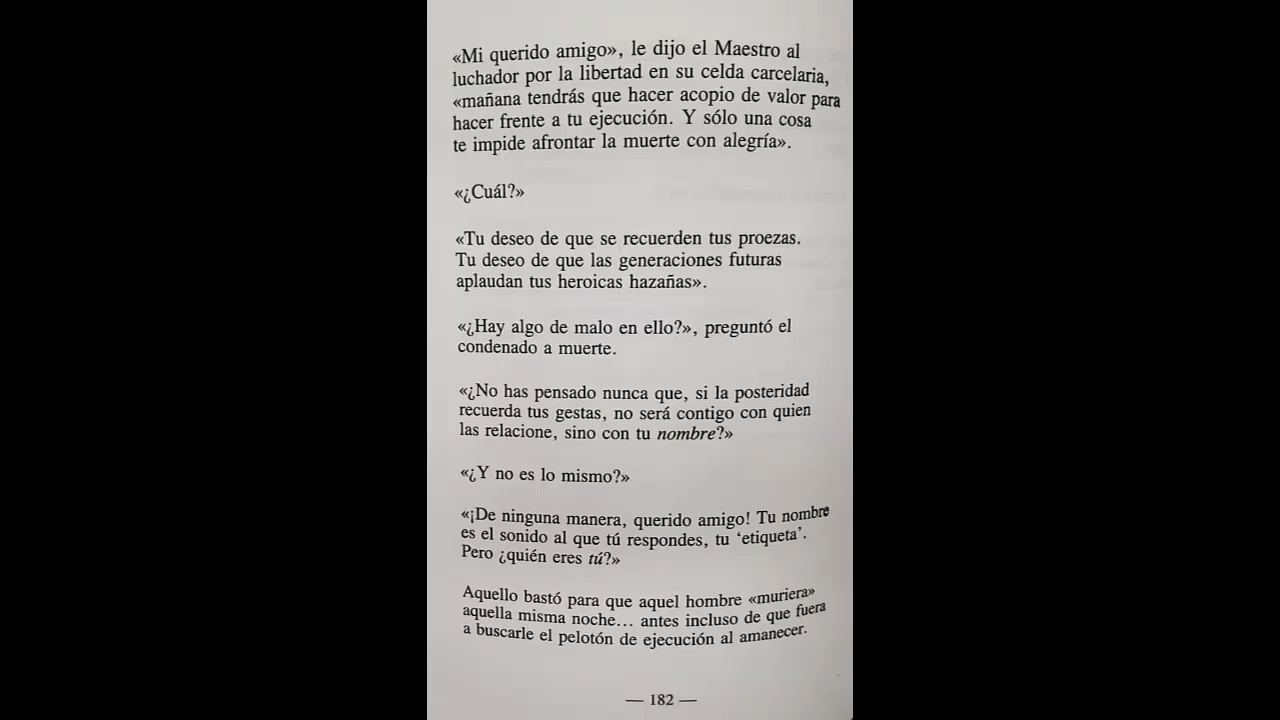 «Mi querido amigo», le dijo el Maestro al
luchador por la libertad en su celda carcelaria,
«mañana tendrás que hacer acopio de valor para
hacer frente a tu ejecución. Y sólo una cosa
te impide afrontar la muerte con alegría».
«¿Cuál?»
«Tu deseo de que se recuerden tus proezas.
Tu deseo de que las generaciones futuras
aplaudan tus heroicas hazañas».
«¿Hay algo de malo en ello?», preguntó el
condenado a muerte.
«¿No has pensado nunca que, si la posteridad
recuerda tus gestas, no será contigo con quien
las relacione, sino con tu nombre?»
«¿Y no es lo mismo?»
«¡De ninguna manera, querido amigo! Tu nombre
es el sonido al que tú respondes, tu ‘etiqueta’.
Pero ¿quién eres tú?»
Aquello bastó para que aquel hombre «muriera»
aquella misma noche... antes incluso de que fuera
a buscarle el pelotón de ejecución al amanecer.
— 182 —